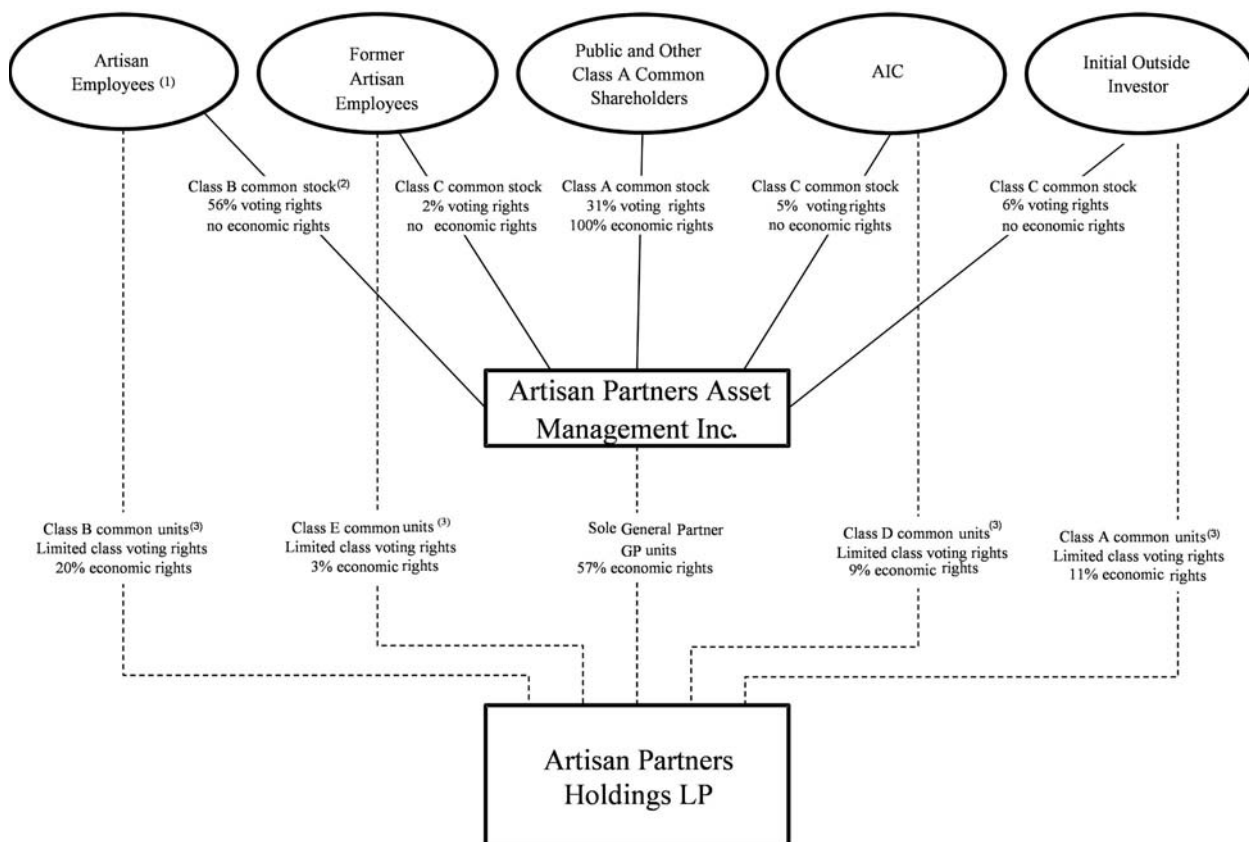 Artisan
Employees (1)
Former
Artisan
Employees
Public and Other
Class A Common
Shareholders
AIC
Initial Outside
Investor
Class B common stock(2)
56% voting rights
no economic rights
Class C common stock
2% voting rights
no economic rights
Class A common stock
31% voting rights
100% economic rights
Class C common stock
5% voting rights
no economic rights
Class C common stock
6% voting rights
no economic rights
Artisan Partners Asset
Management Inc.
Class B common units(3)
Limited class voting rights
20% economic rights
Class E common units (3)
Limited class voting rights
3% economic rights
Sole General Partner
GP units
57% economic rights
Class D common units(3)
Limited class voting rights
9% economic rights
Class A common units(3)
Limited class voting rights
11% economic rights
Artisan Partners
Holdings LP